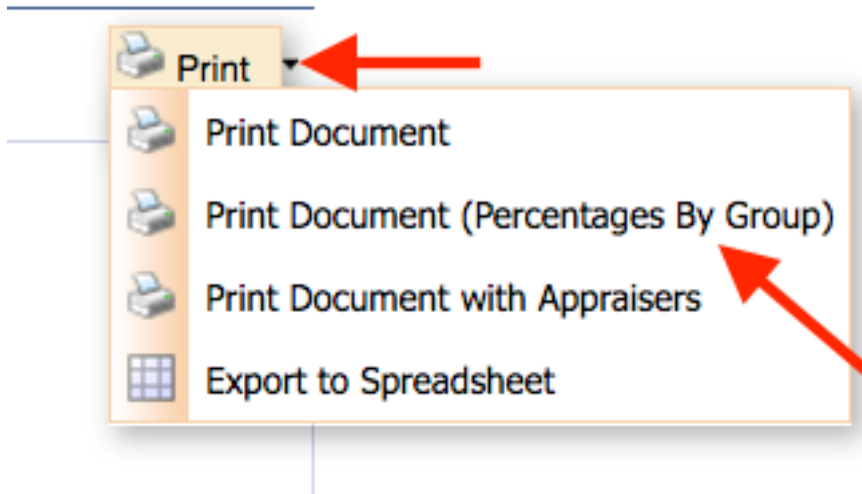 Print
Print Document
Print Document (Percentages By Group)
Print Document with Appraisers
Export to Spreadsheet